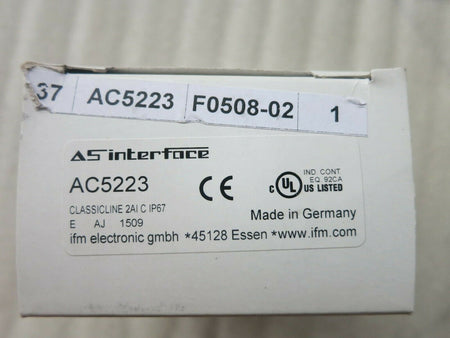 37 AC5223 F0508-02 1
AS interface
AC5223
CE
c UL US LISTED
IND. CONT.
EQ. 92CA
CLASSICLINE 2AI C IP67
E AJ 1509
Made in Germany
ifm electronic gmbh *45128 Essen *www.ifm.com